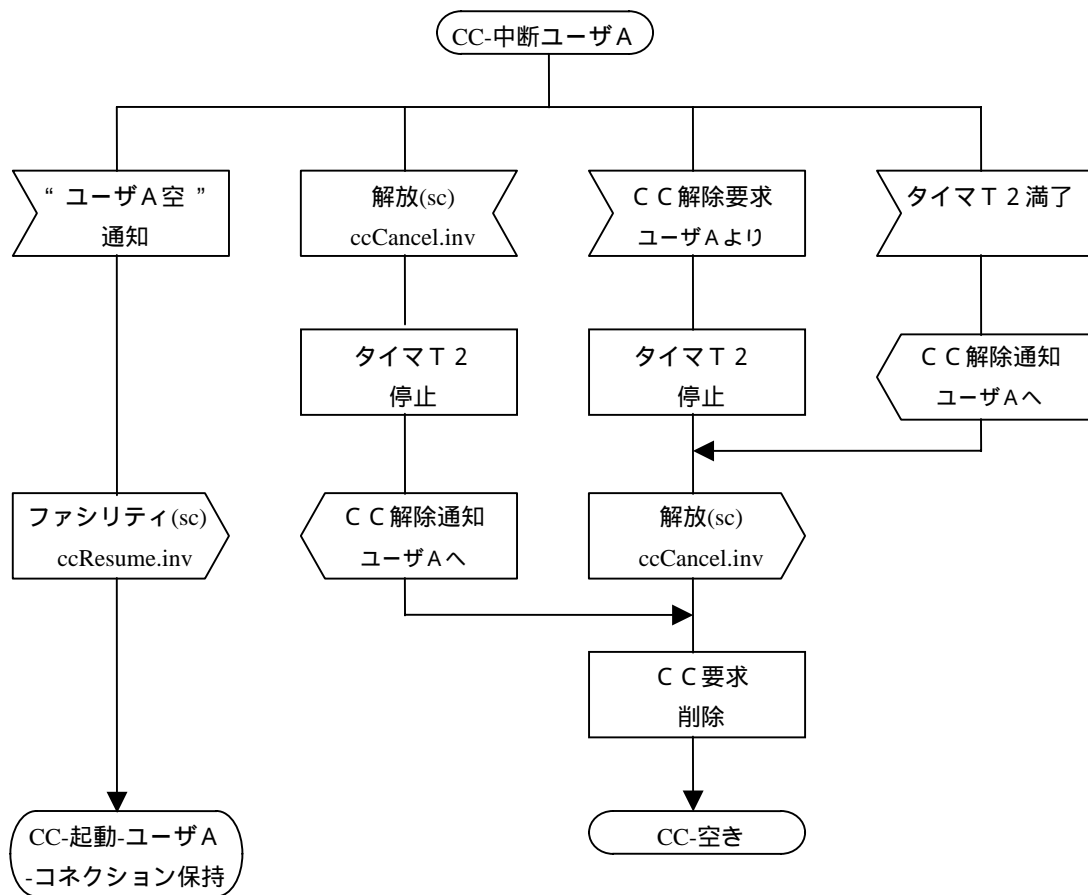 CC-中断ユーザA
“ ユーザA空 ”
通知
解放(sc)
ccCancel.inv
CC解除要求
ユーザAより
タイマT2満了
タイマT2
停止
タイマT2
停止
CC解除通知
ユーザAへ
ファシリティ(sc)
ccResume.inv
CC解除通知
ユーザAへ
解放(sc)
ccCancel.inv
CC要求
削除
CC-起動-ユーザA
-コネクション保持
CC-空き